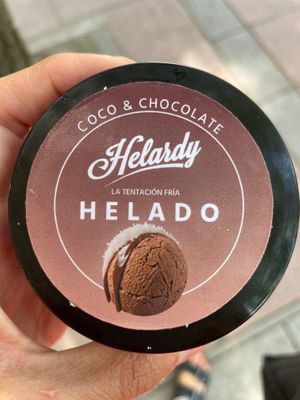 COCO & CHOCOLATE
Helardy
LA TENTACIÓN FRÍA
HELADO